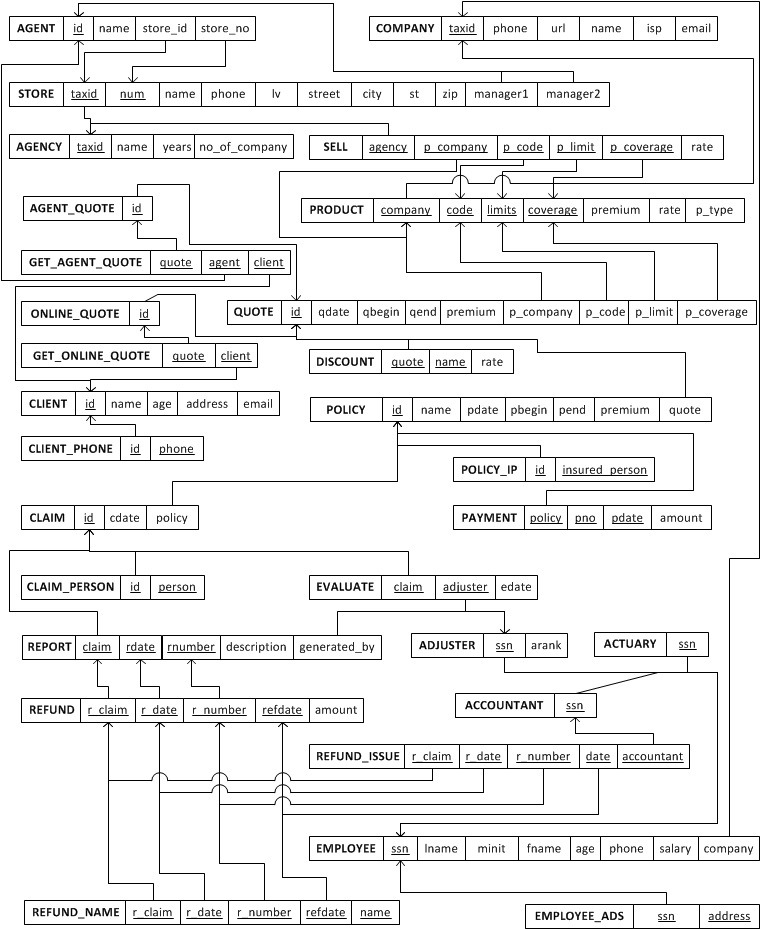 AGENT id name store_id store_no
COMPANY taxid phone url name isp email
STORE taxid num name phone lv street city st zip manager1 manager2
AGENCY taxid name years no_of_company
SELL agency p_company p_code p_limit p_coverage rate
AGENT_QUOTE id
PRODUCT company code limits coverage premium rate p_type
GET_AGENT_QUOTE quote agent client
ONLINE_QUOTE id
QUOTE id qdate qbegin qend premium p_company p_code p_limit p_coverage
GET_ONLINE_QUOTE quote client
DISCOUNT quote name rate
CLIENT id name age address email
POLICY id name pdate pbegin pend premium quote
CLIENT_PHONE id phone
POLICY_IP id insured_person
CLAIM id cdate policy
PAYMENT policy pno pdate amount
CLAIM_PERSON id person
EVALUATE claim adjuster edate
REPORT claim rdate rnumber description generated_by
ADJUSTER ssn arank
ACTUARY ssn
REFUND r_claim r_date r_number refdate amount
ACCOUNTANT ssn
REFUND_ISSUE r_claim r_date r_number date accountant
EMPLOYEE ssn lname minit fname age phone salary company
REFUND_NAME r_claim r_date r_number refdate name
EMPLOYEE_ADS ssn address